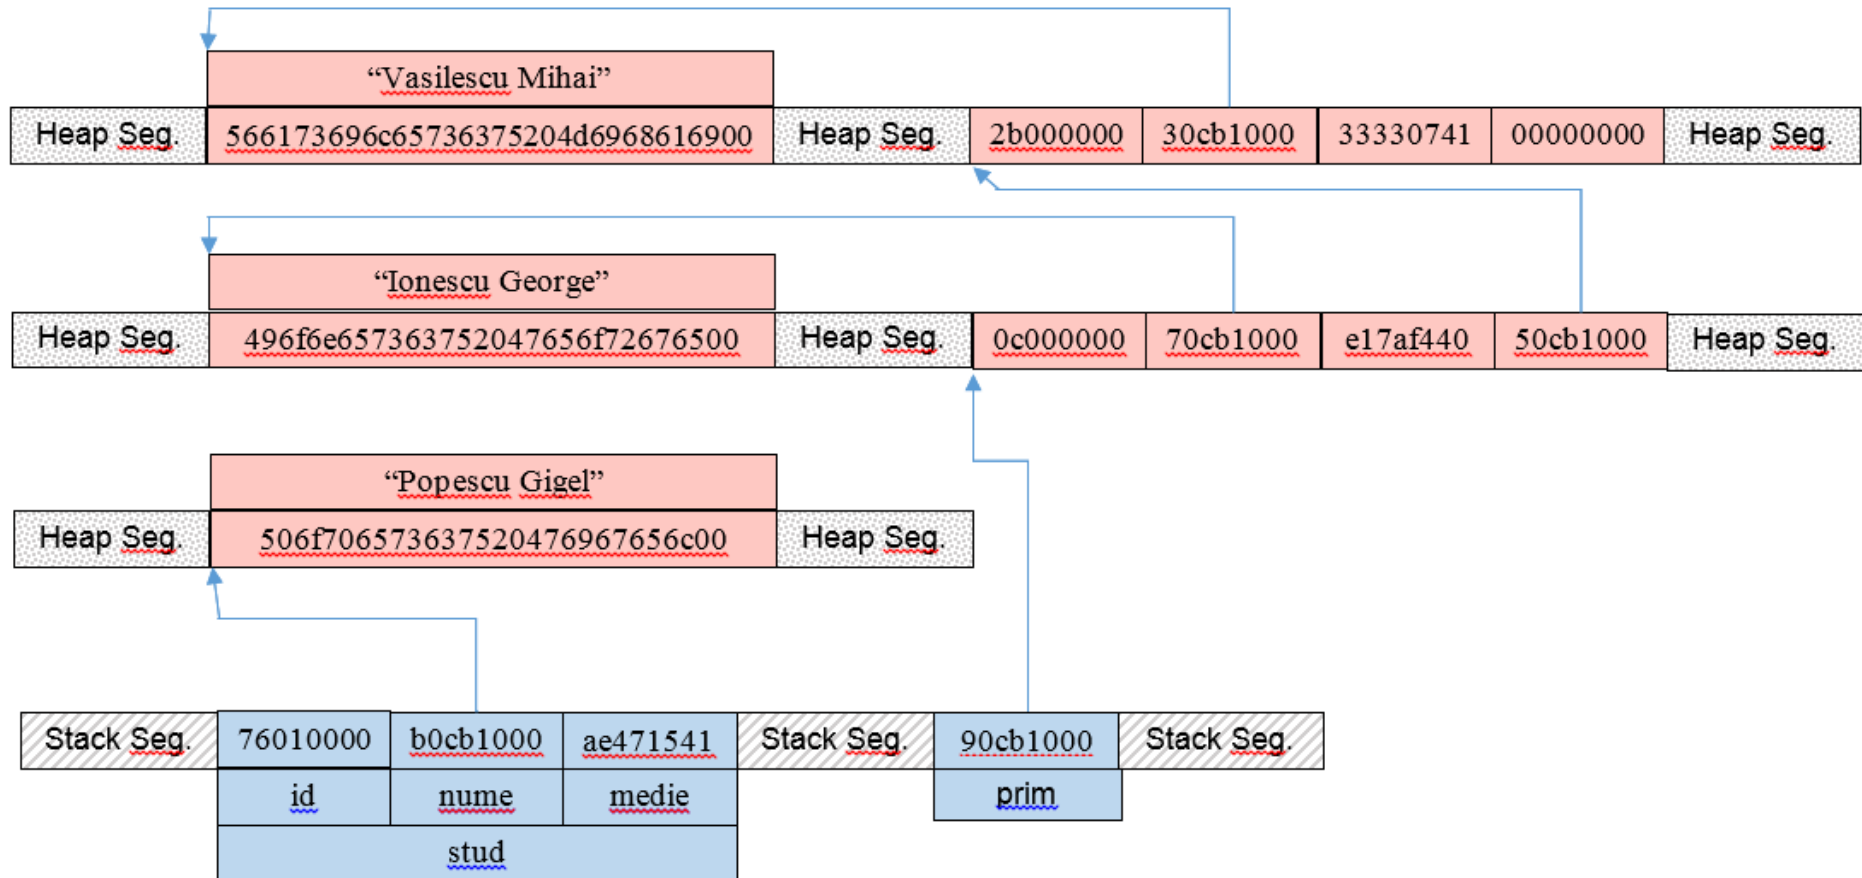 “Vasilescu Mihai”
Heap Seg. 566173696c65736375204d6968616900 Heap Seg. 2b000000 30cb1000 33330741 00000000 Heap Seg.
“Ionescu George”
Heap Seg. 496f6e657363752047656f72676500 Heap Seg. 0c000000 70cb1000 e17af440 50cb1000 Heap Seg.
“Popescu Gigel”
Heap Seg. 506f706573637520476967656c00 Heap Seg.
Stack Seg. 76010000 b0cb1000 ae471541 Stack Seg. 90cb1000 Stack Seg.
id nume medie prim
stud